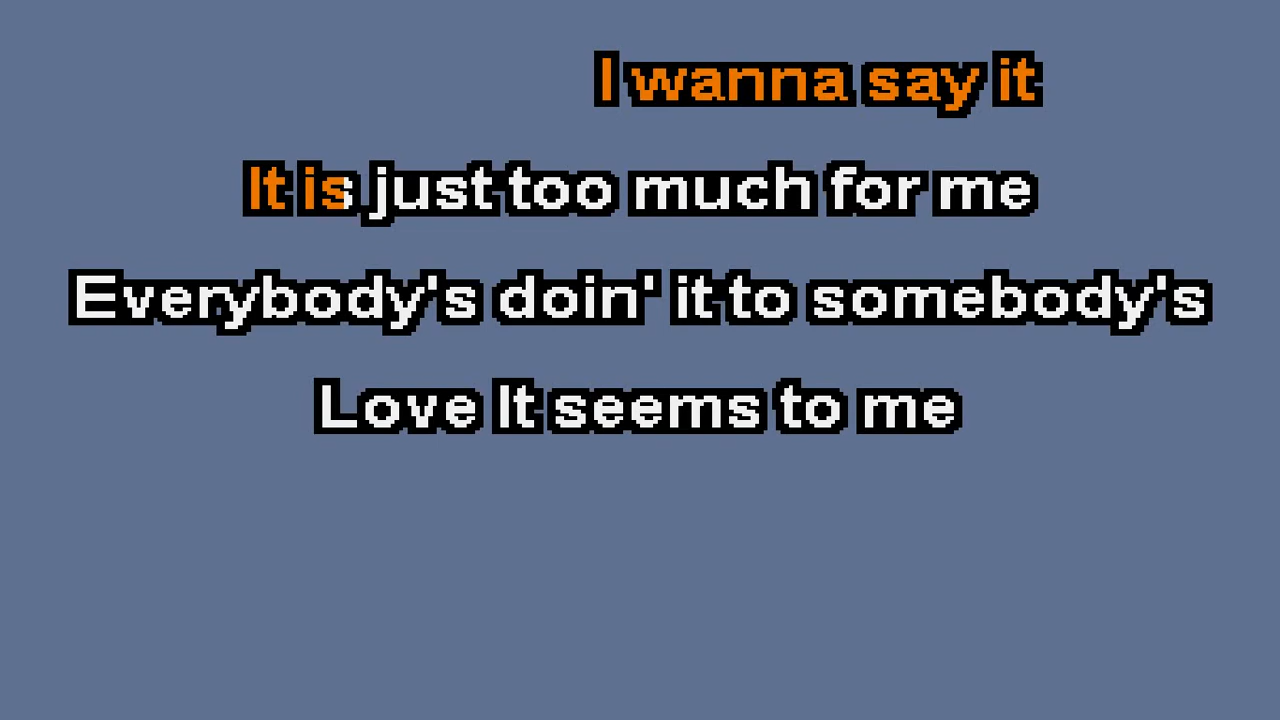 I wanna say it
It is just too much for me
Everybody's doin' it to somebody's
Love It seems to me